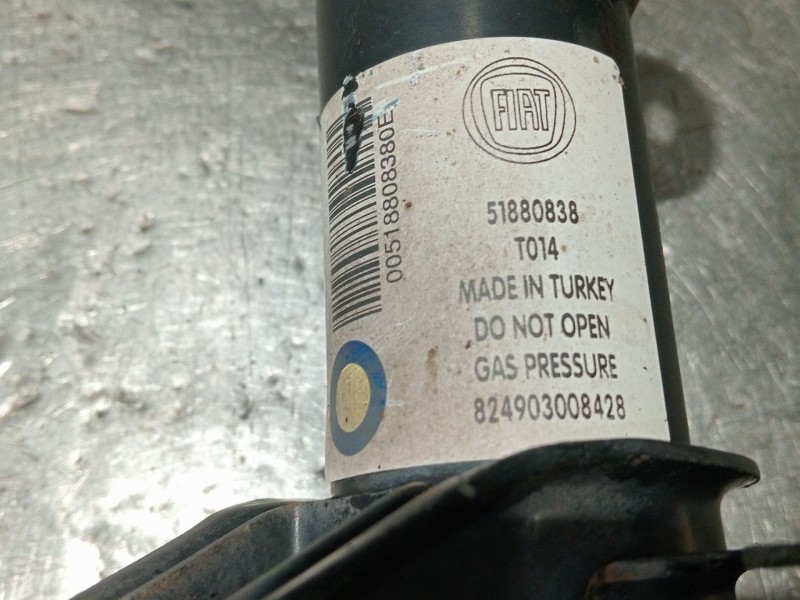 FIAT
51880838
T014
MADE IN TURKEY
DO NOT OPEN
GAS PRESSURE
824903008428
00518808380E